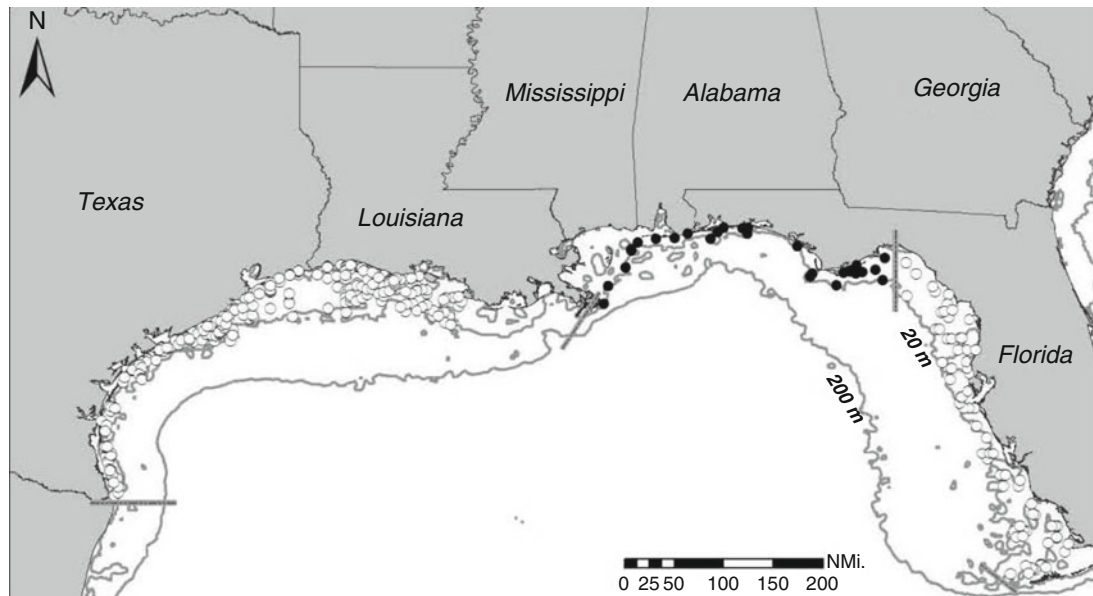 N
Mississippi Alabama Georgia
Texas Louisiana
Florida
20 m
200 m
NMi.
0 25 50 100 150 200